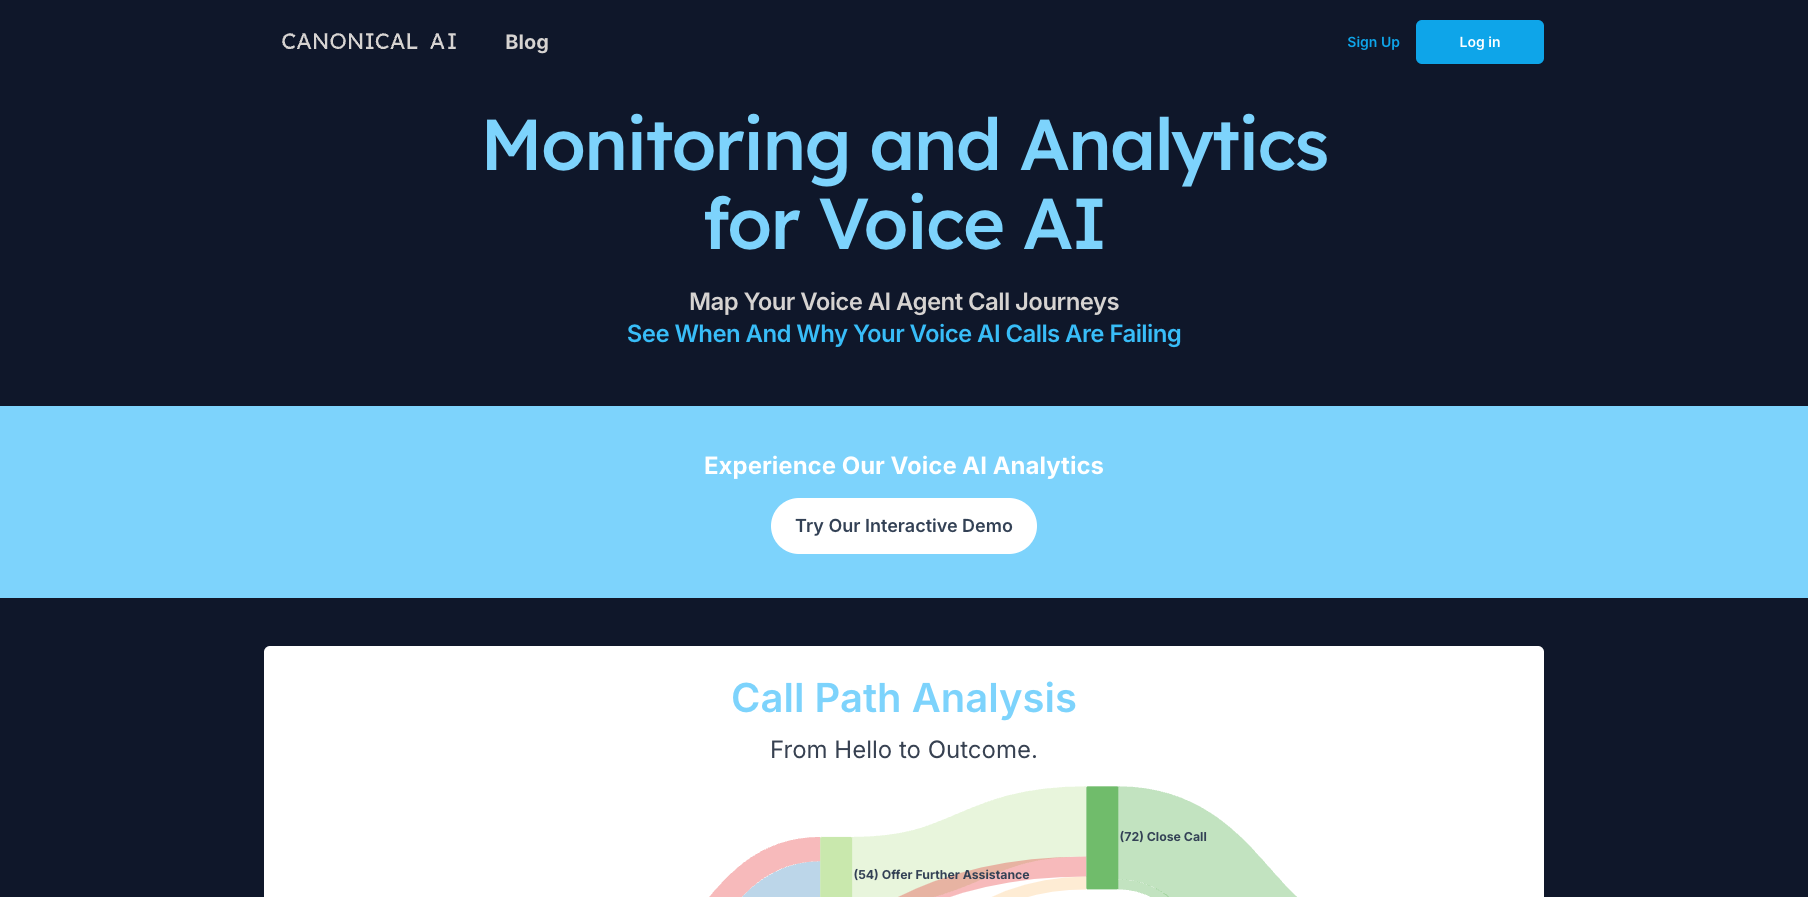 CANONICAL AI
Blog
Sign Up
Log in
Monitoring and Analytics
for Voice AI
Map Your Voice AI Agent Call Journeys
See When And Why Your Voice AI Calls Are Failing
Experience Our Voice AI Analytics
Try Our Interactive Demo
Call Path Analysis
From Hello to Outcome.
(72) Close Call
(54) Offer Further Assistance